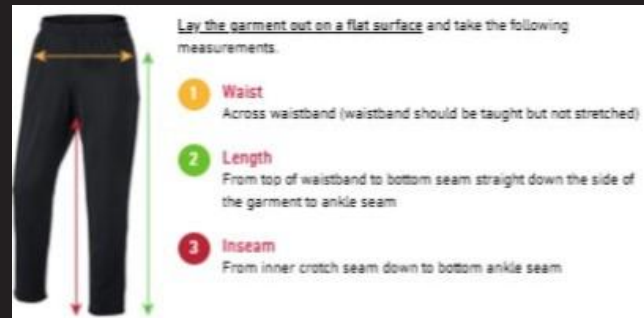 Lay the garment out on a flat surface and take the following
measurements.
1 Waist
Across waistband (waistband should be taught but not stretched)
2 Length
From top of waistband to bottom seam straight down the side of
the garment to ankle seam
3 Inseam
From inner crotch seam down to bottom ankle seam